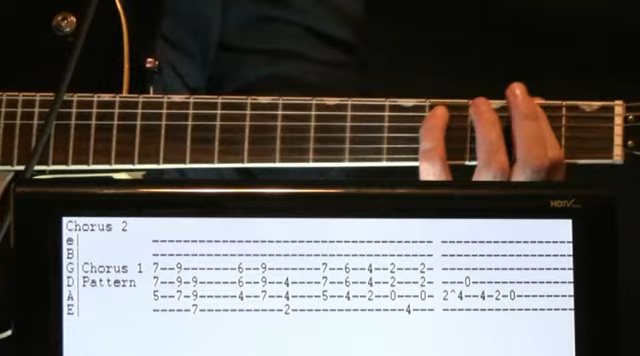 HDTV
Chorus 2
e|          ----------------------------------- -----------------
B|          ----------------------------------- -----------------
G| Chorus 1 7--9-------6--9-------7--6--4--2---2- -----------------
D| Pattern  7--9--9-----6--9--4----7--6--4--2---2- ---0-------------
A|          5--7--9-----4--7--4----5--4--2--0---0- 2^4--4-2-0-------
E|          -----7-----------2--------------4--- -----------------